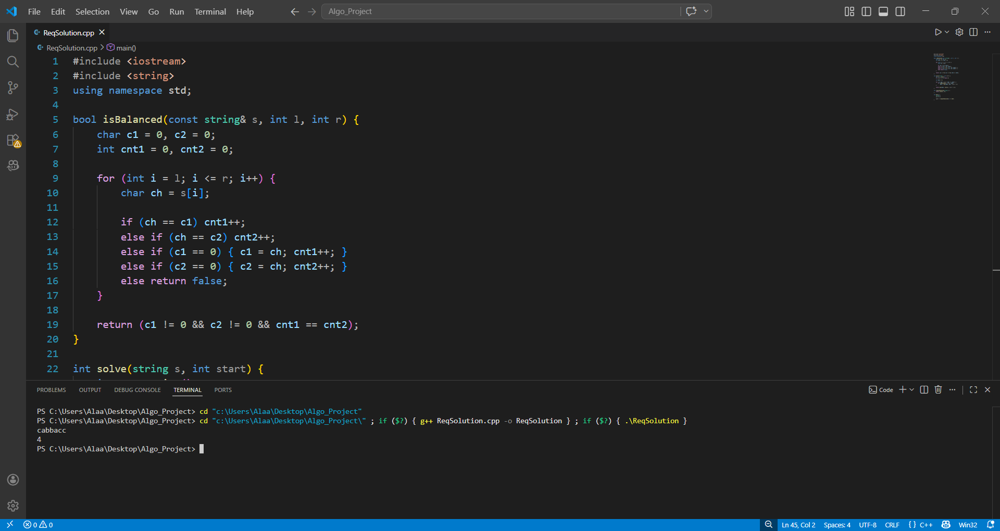 File Edit Selection View Go Run Terminal Help Algo_Project
ReqSolution.cpp
ReqSolution.cpp > main()
1 #include <iostream>
2 #include <string>
3 using namespace std;
4
5 bool isBalanced(const string& s, int l, int r) {
6 char c1 = 0, c2 = 0;
7 int cnt1 = 0, cnt2 = 0;
8
9 for (int i = l; i <= r; i++) {
10 char ch = s[i];
11
12 if (ch == c1) cnt1++;
13 else if (ch == c2) cnt2++;
14 else if (c1 == 0) { c1 = ch; cnt1++; }
15 else if (c2 == 0) { c2 = ch; cnt2++; }
16 else return false;
17 }
18
19 return (c1 != 0 && c2 != 0 && cnt1 == cnt2);
20 }
21
22 int solve(string s, int start) {
PROBLEMS OUTPUT DEBUG CONSOLE TERMINAL PORTS Code
PS C:\Users\Alaa\Desktop\Algo_Project> cd "c:\Users\Alaa\Desktop\Algo_Project"
PS C:\Users\Alaa\Desktop\Algo_Project> cd "c:\Users\Alaa\Desktop\Algo_Project\" ; if ($?) { g++ ReqSolution.cpp -o ReqSolution } ; if ($?) { .\ReqSolution }
cabbacc
4
PS C:\Users\Alaa\Desktop\Algo_Project>
0 0 Ln 45, Col 2 Spaces: 4 UTF-8 CRLF { } C++ Win32